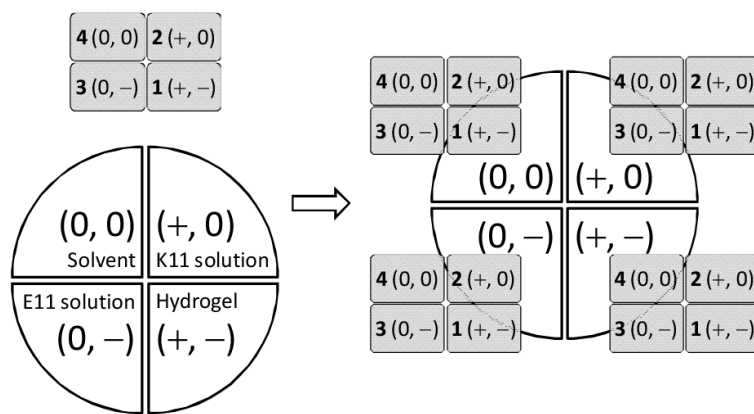 4 (0, 0) 2 (+, 0)
3 (0, −) 1 (+, −)
(0, 0) (+, 0)
Solvent K11 solution
E11 solution Hydrogel
(0, −) (+, −)
4 (0, 0) 2 (+, 0) 4 (0, 0) 2 (+, 0)
3 (0, −) 1 (+, −) 3 (0, −) 1 (+, −)
(0, 0) (+, 0)
(0, −) (+, −)
4 (0, 0) 2 (+, 0) 4 (0, 0) 2 (+, 0)
3 (0, −) 1 (+, −) 3 (0, −) 1 (+, −)